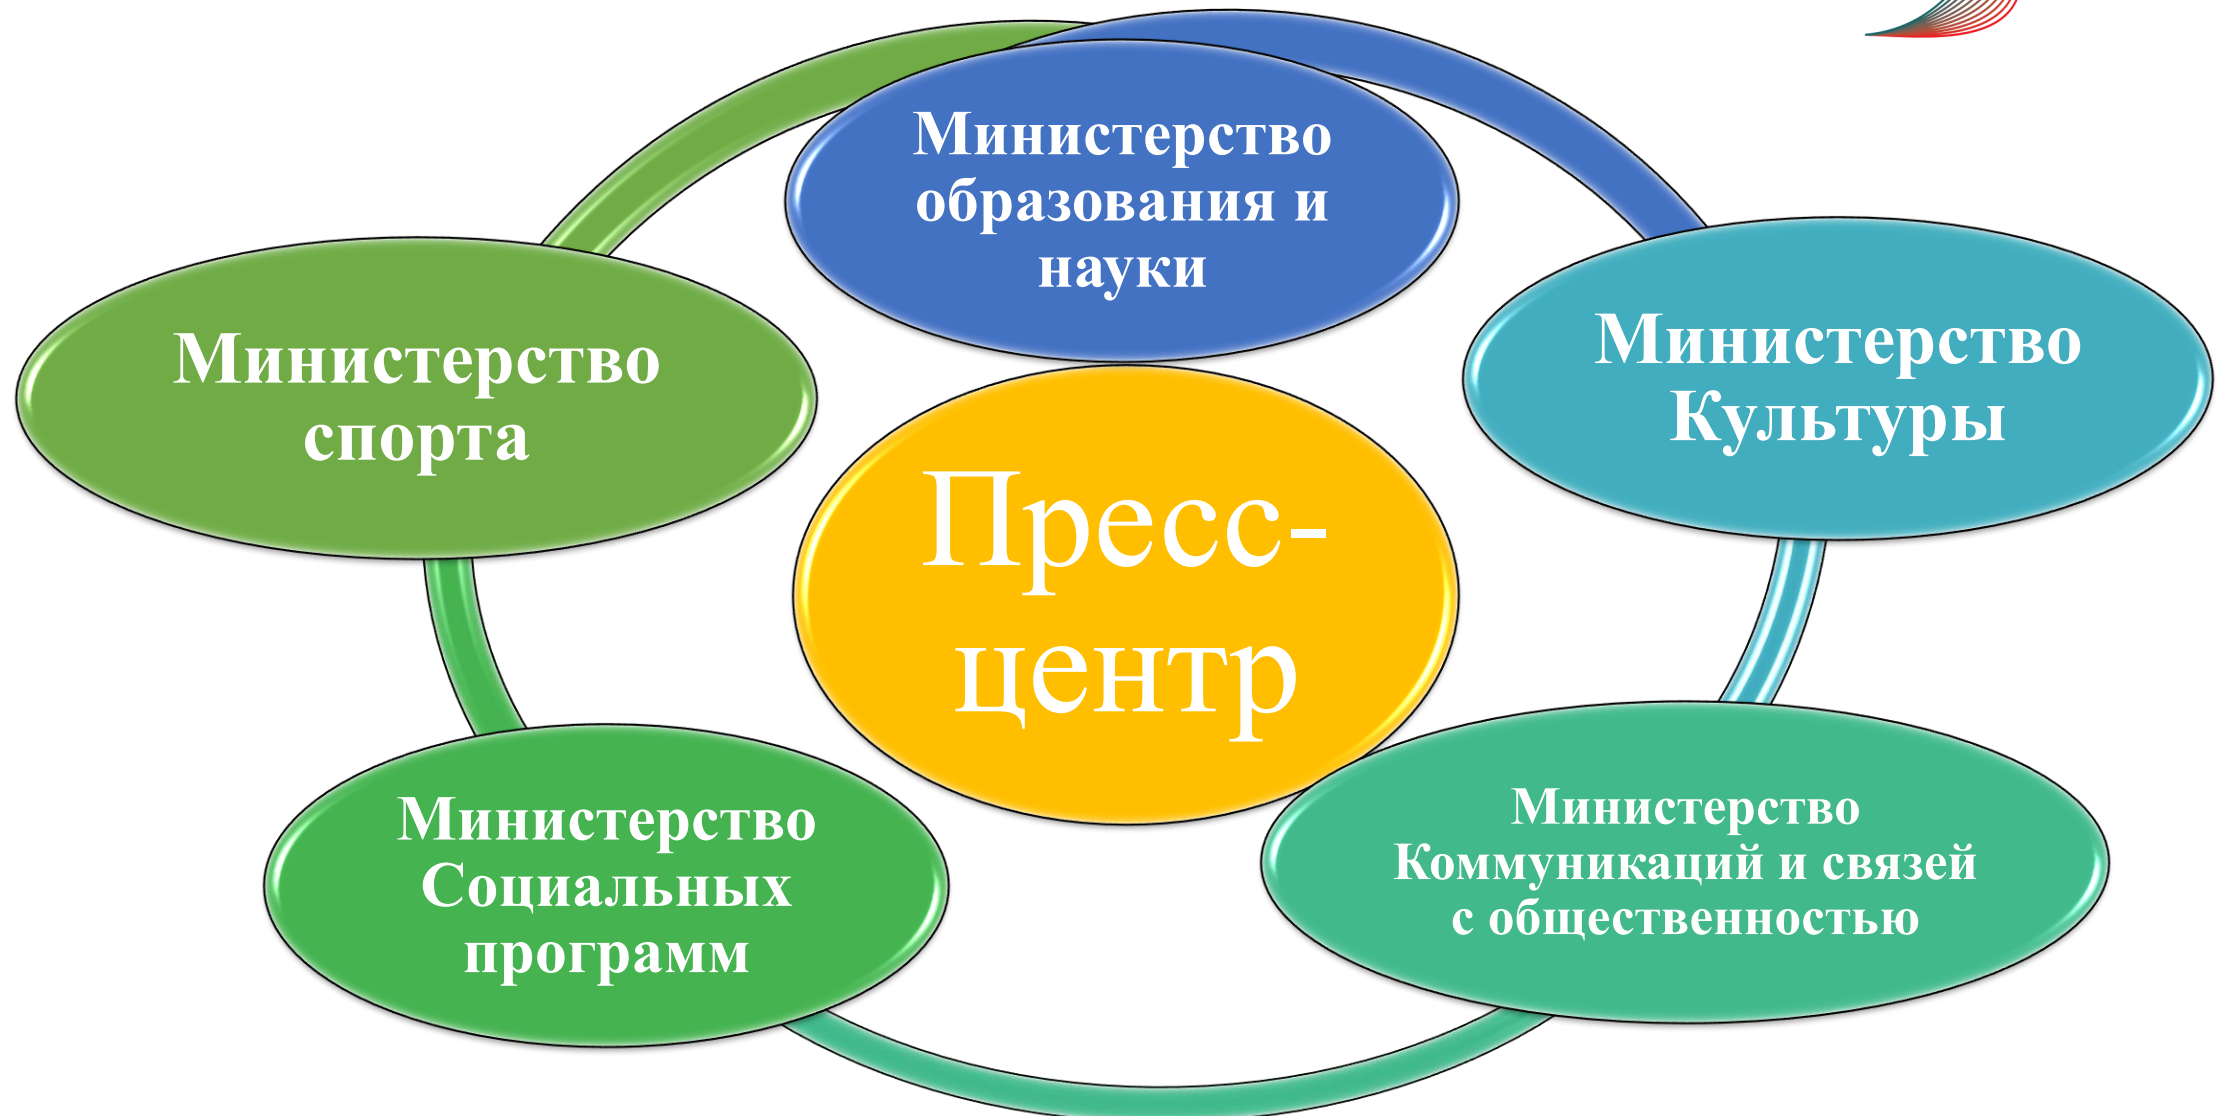 Министерство
образования и
науки
Министерство
спорта
Министерство
Культуры
Пресс-
центр
Министерство
Социальных
программ
Министерство
Коммуникаций и связей
с общественностью